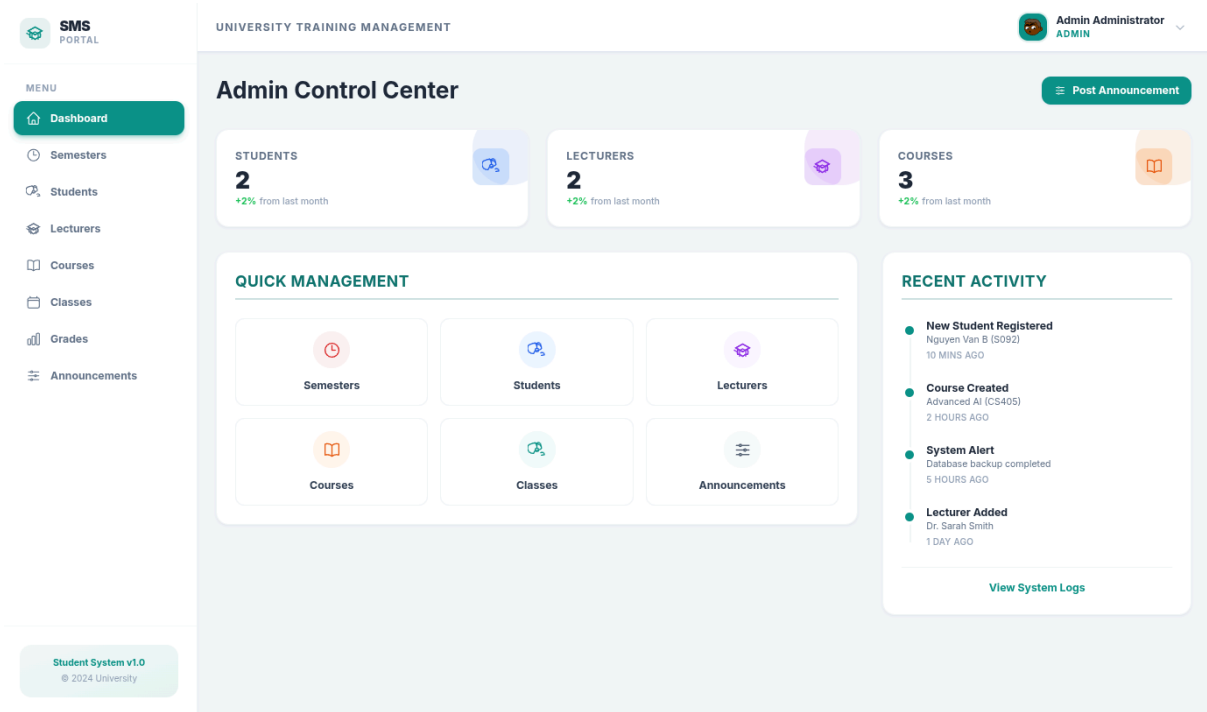 SMS
PORTAL
MENU
Dashboard
Semesters
Students
Lecturers
Courses
Classes
Grades
Announcements
Student System v1.0
© 2024 University
UNIVERSITY TRAINING MANAGEMENT
Admin Administrator
ADMIN
Admin Control Center
Post Announcement
STUDENTS
2
+2% from last month
LECTURERS
2
+2% from last month
COURSES
3
+2% from last month
QUICK MANAGEMENT
Semesters
Students
Lecturers
Courses
Classes
Announcements
RECENT ACTIVITY
New Student Registered
Nguyen Van B (S092)
10 MINS AGO
Course Created
Advanced AI (CS405)
2 HOURS AGO
System Alert
Database backup completed
5 HOURS AGO
Lecturer Added
Dr. Sarah Smith
1 DAY AGO
View System Logs